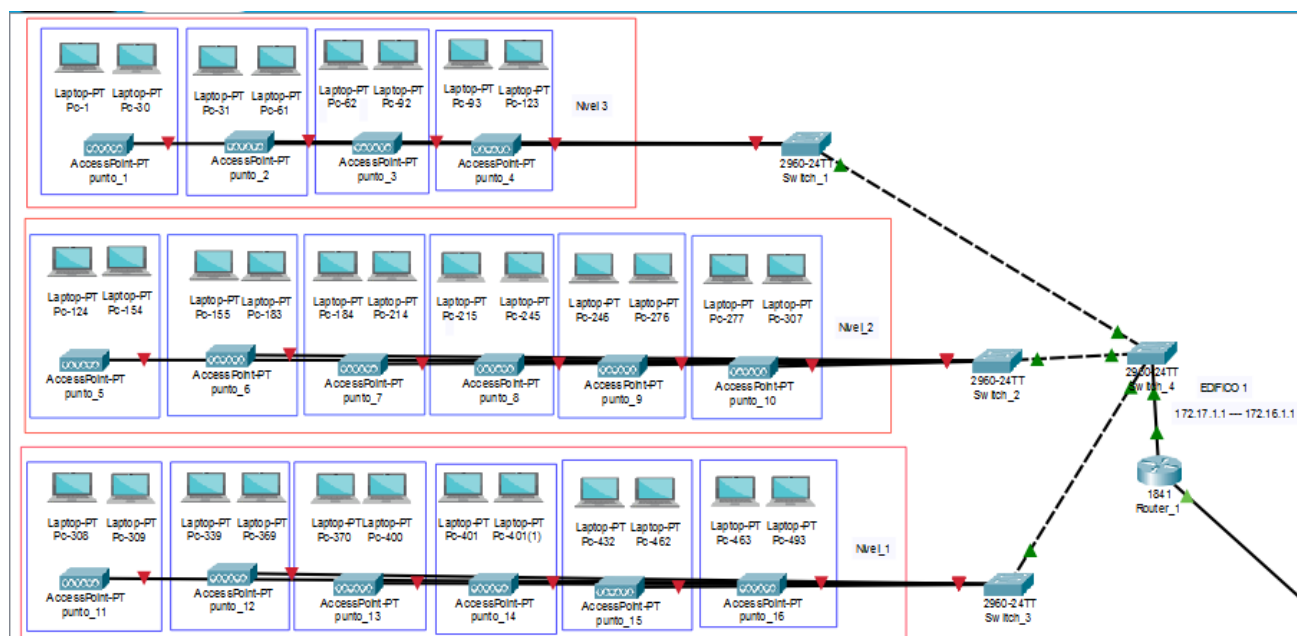 Laptop-PT Laptop-PT Laptop-PT Laptop-PT Laptop-PT Laptop-PT Laptop-PT Laptop-PT
Pc-1 Pc-30 Pc-31 Pc-61 Pc-62 Pc-92 Pc-93 Pc-123
Nivel 3
AccessPoint-PT AccessPoint-PT AccessPoint-PT AccessPoint-PT
punto_1 punto_2 punto_3 punto_4
2960-24TT
Switch_1
Laptop-PT Laptop-PT Laptop-PT Laptop-PT Laptop-PT Laptop-PT Laptop-PT Laptop-PT Laptop-PT Laptop-PT Laptop-PT Laptop-PT
Pc-124 Pc-154 Pc-155 Pc-183 Pc-184 Pc-214 Pc-215 Pc-245 Pc-246 Pc-276 Pc-277 Pc-307
Nivel_2
AccessPoint-PT AccessPoint-PT AccessPoint-PT AccessPoint-PT AccessPoint-PT AccessPoint-PT
punto_5 punto_6 punto_7 punto_8 punto_9 punto_10
2960-24TT
Switch_2
2960-24TT
Switch_4
EDIFICO 1
172.17.1.1 ---- 172.16.1.1
1841
Router_1
Laptop-PT Laptop-PT Laptop-PT Laptop-PT Laptop-PT Laptop-PT Laptop-PT Laptop-PT Laptop-PT Laptop-PT Laptop-PT Laptop-PT
Pc-308 Pc-309 Pc-339 Pc-369 Pc-370 Pc-400 Pc-401 Pc-401(1) Pc-432 Pc-462 Pc-463 Pc-493
Nivel_1
AccessPoint-PT AccessPoint-PT AccessPoint-PT AccessPoint-PT AccessPoint-PT AccessPoint-PT
punto_11 punto_12 punto_13 punto_14 punto_15 punto_16
2960-24TT
Switch_3